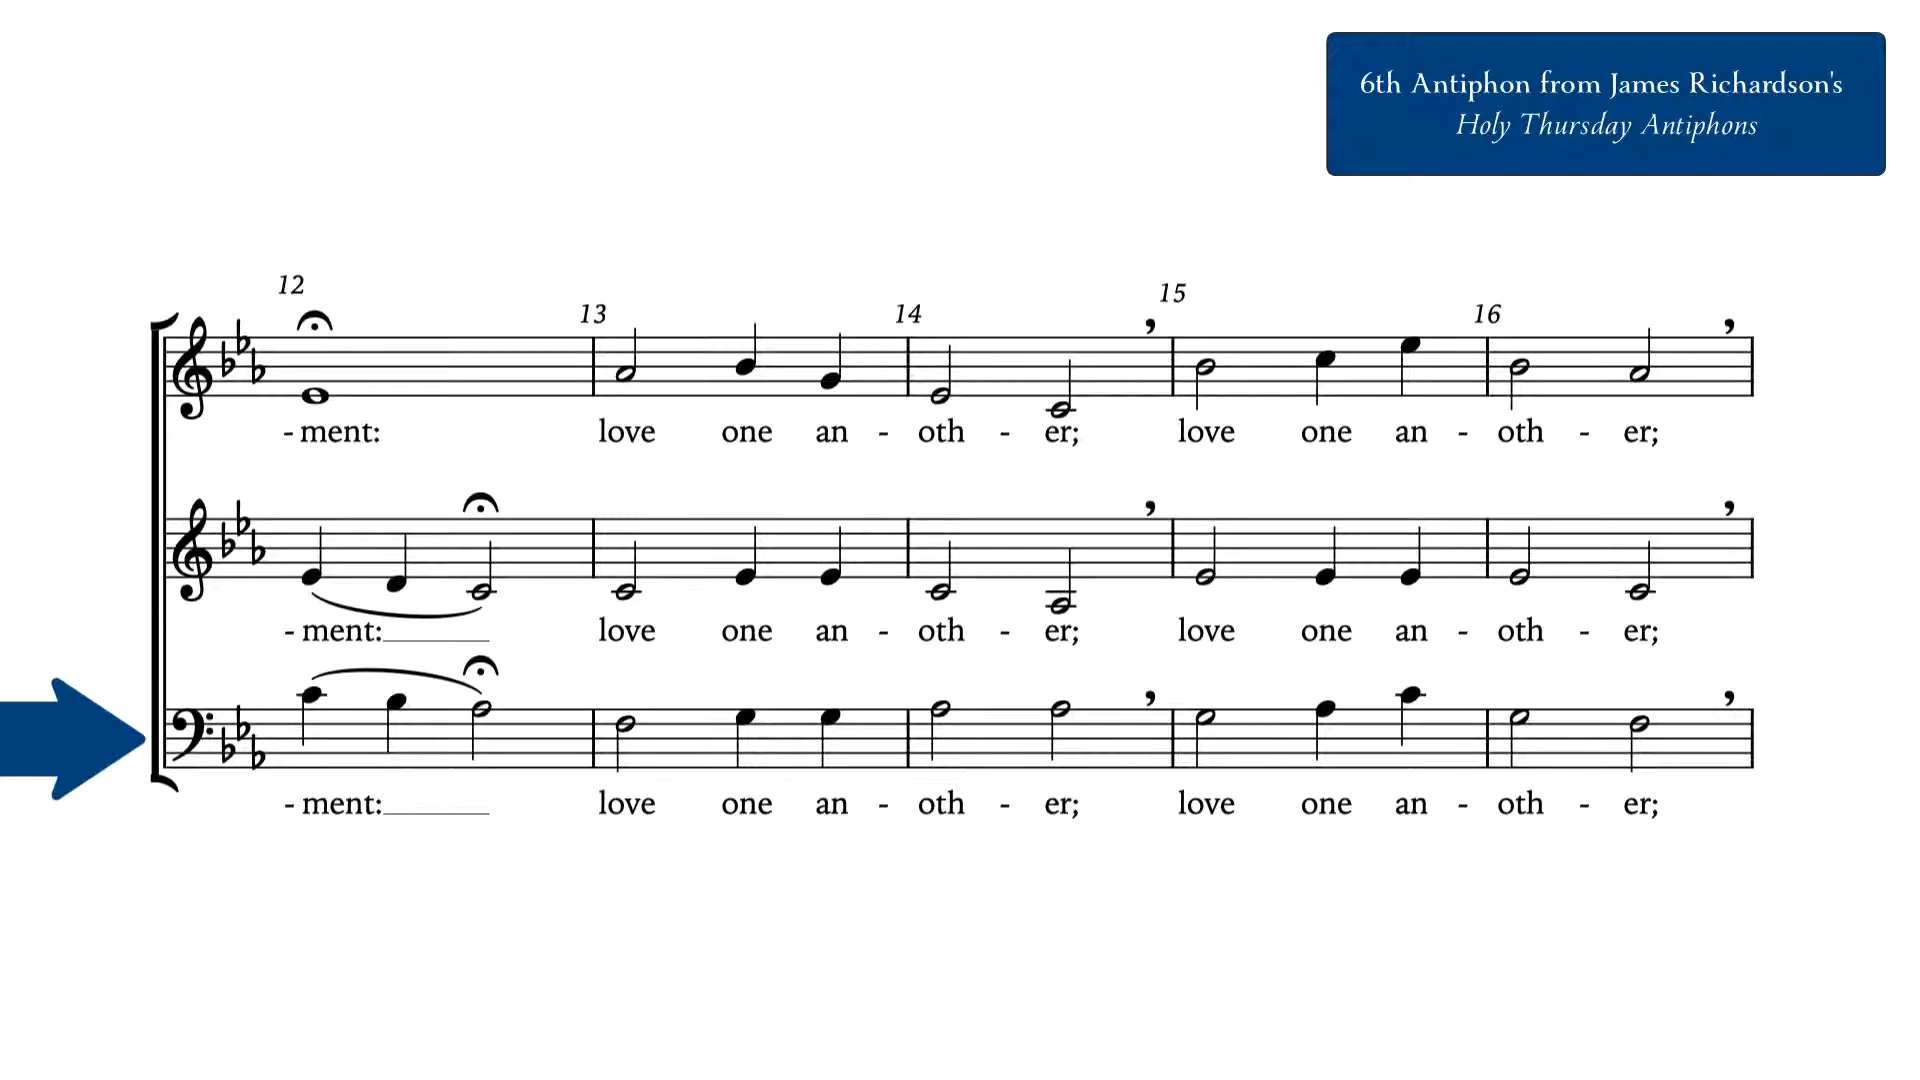 6th Antiphon from James Richardson's
Holy Thursday Antiphons
12 13 14 15 16
- ment: love one an - oth - er; love one an - oth - er;
- ment: love one an - oth - er; love one an - oth - er;
- ment: love one an - oth - er; love one an - oth - er;